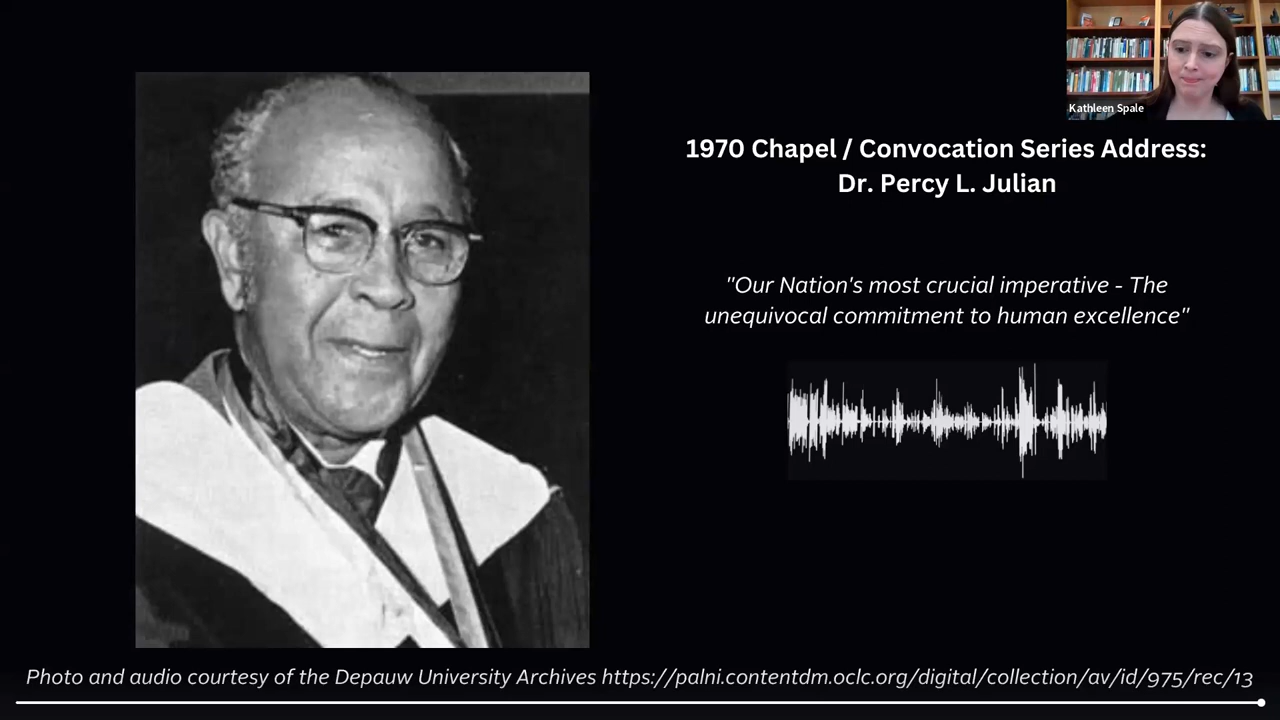 Kathleen Spale
1970 Chapel / Convocation Series Address:
Dr. Percy L. Julian
"Our Nation's most crucial imperative - The
unequivocal commitment to human excellence"
Photo and audio courtesy of the Depauw University Archives https://palni.contentdm.oclc.org/digital/collection/av/id/975/rec/13